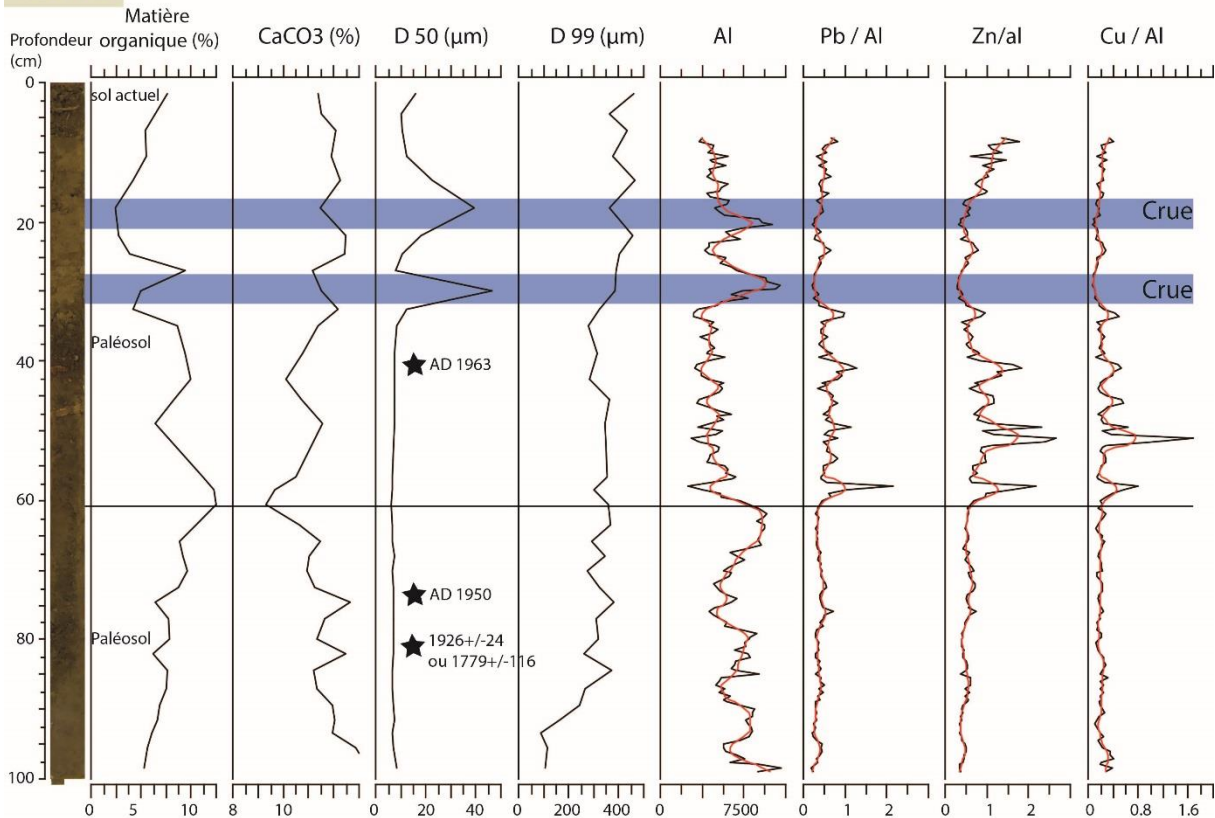 Matière
Profondeur organique (%) CaCO3 (%) D 50 (µm) D 99 (µm) Al Pb / Al Zn/al Cu / Al
(cm)
0
sol actuel
Crue
20
Crue
Paléosol
40
AD 1963
60
AD 1950
Paléosol
80
1926+/-24
ou 1779+/-116
100
0 5 10 15 8 10 0 20 40 0 200 400 0 7500 0 1 2 0 1 2 0 0.8 1.6